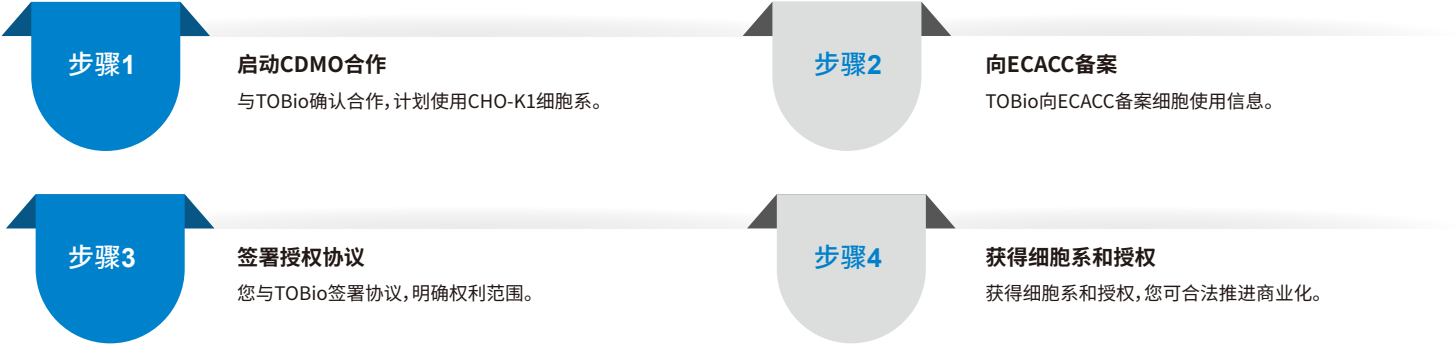 步骤1
启动CDMO合作
与TOBio确认合作，计划使用CHO-K1细胞系。
步骤2
向ECACC备案
TOBio向ECACC备案细胞使用信息。
步骤3
签署授权协议
您与TOBio签署协议，明确权利范围。
步骤4
获得细胞系和授权
获得细胞系和授权，您可合法推进商业化。